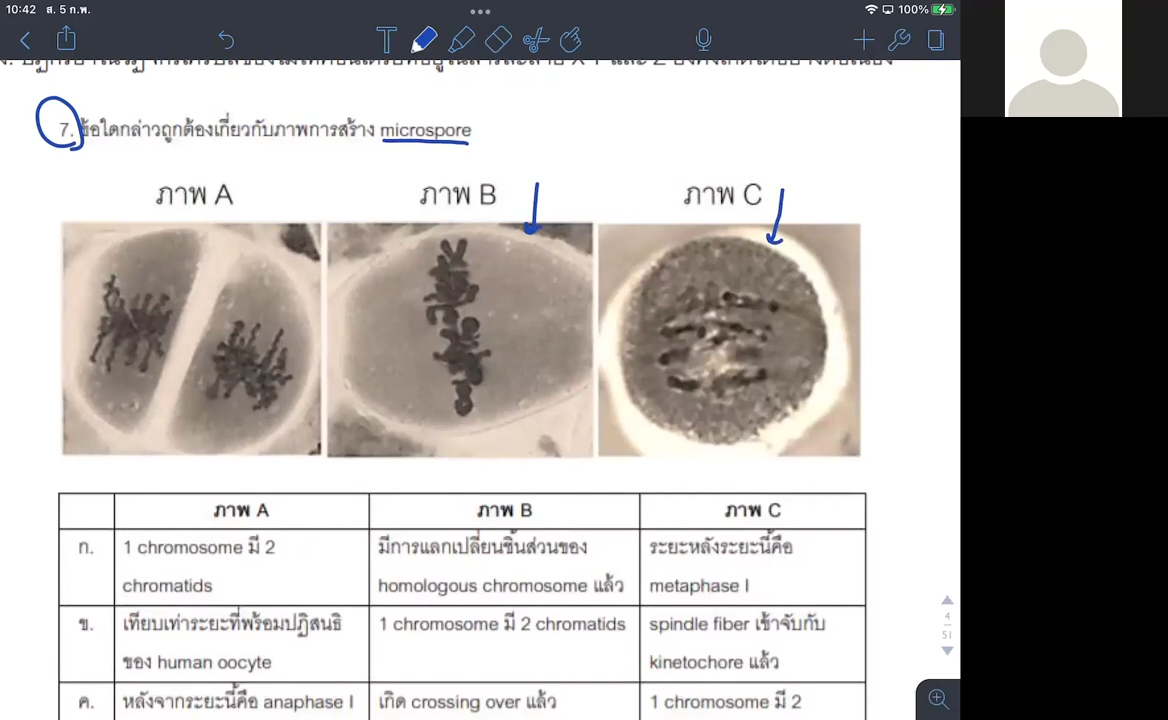 10:42 ส. 5 ก.พ.
100%
7. ข้อใดกล่าวถูกต้องเกี่ยวกับภาพการสร้าง microspore
ภาพ A ภาพ B ภาพ C
ภาพ A ภาพ B ภาพ C
ก. 1 chromosome มี 2 มีการแลกเปลี่ยนชิ้นส่วนของ ระยะหลังระยะนี้คือ
chromatids homologous chromosome แล้ว metaphase I
ข. เทียบเท่าระยะที่พร้อมปฏิสนธิ 1 chromosome มี 2 chromatids spindle fiber เข้าจับกับ
ของ human oocyte kinetochore แล้ว
ค. หลังจากระยะนี้คือ anaphase I เกิด crossing over แล้ว 1 chromosome มี 2
4
51